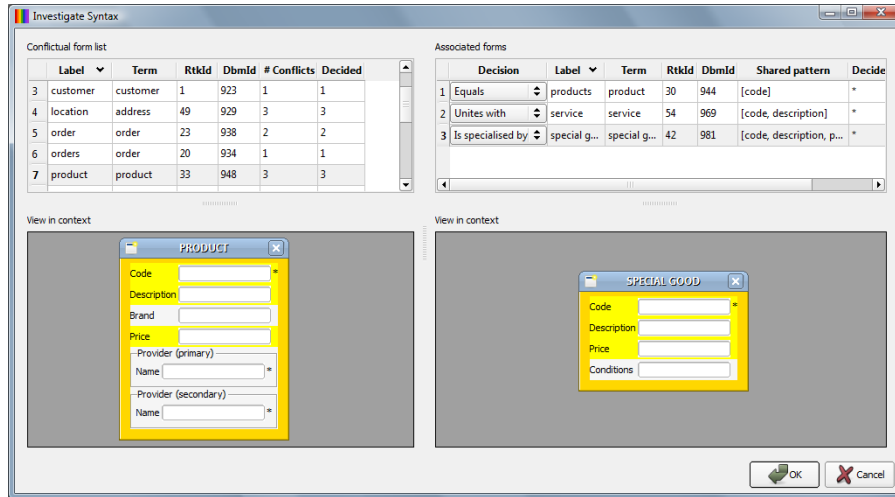 Investigate Syntax
Conflictual form list
Label Term RtkId DbmId # Conflicts Decided
3 customer customer 1 923 1 1
4 location address 49 929 3 3
5 order order 23 938 2 2
6 orders order 20 934 1 1
7 product product 33 948 3 3
Associated forms
Decision Label Term RtkId DbmId Shared pattern Decide
1 Equals products product 30 944 [code] *
2 Unites with service service 54 969 [code, description] *
3 Is specialised by special g... special g... 42 981 [code, description, p... *
View in context
PRODUCT
Code *
Description
Brand
Price
Provider (primary)
Name *
Provider (secondary)
Name *
View in context
SPECIAL GOOD
Code *
Description
Price
Conditions
OK Cancel